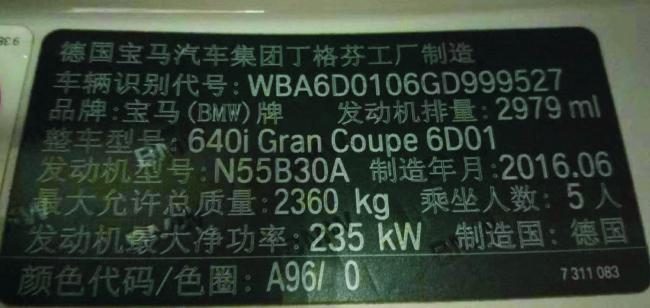 德国宝马汽车集团丁格芬工厂制造
车辆识别代号: WBA6D0106GD999527
品牌: 宝马(BMW)牌 发动机排量: 2979 ml
整车型号: 640i Gran Coupe 6D01
发动机型号: N55B30A 制造年月: 2016.06
最大允许总质量: 2360 kg 乘坐人数: 5 人
发动机最大净功率: 235 kW 制造国: 德国
颜色代码/色圈: A96/ 0 7 311 083